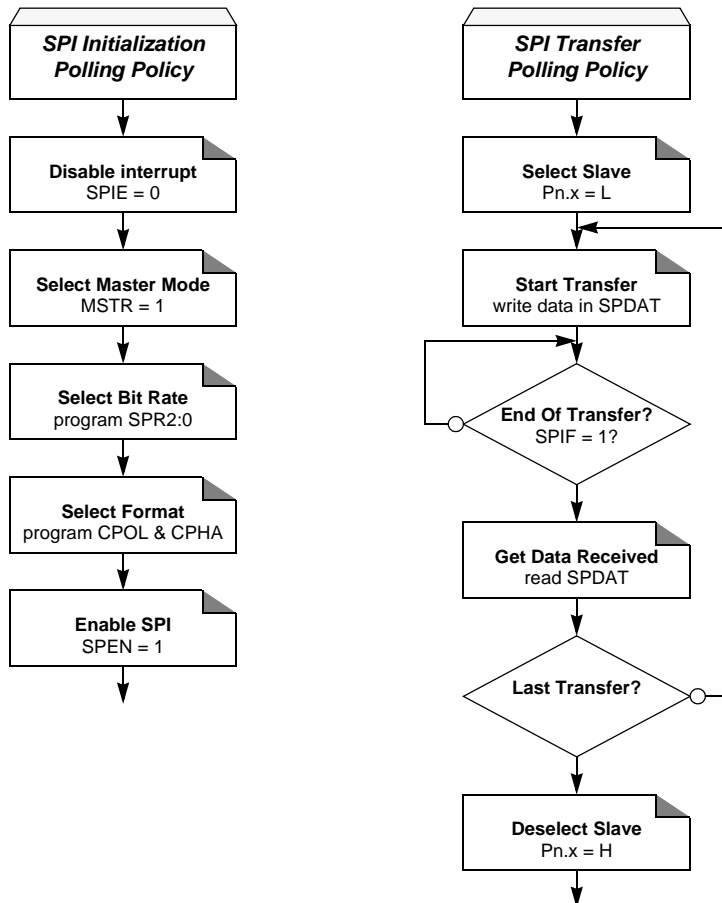 SPI Initialization
Polling Policy
Disable interrupt
SPIE = 0
Select Master Mode
MSTR = 1
Select Bit Rate
program SPR2:0
Select Format
program CPOL & CPHA
Enable SPI
SPEN = 1
SPI Transfer
Polling Policy
Select Slave
Pn.x = L
Start Transfer
write data in SPDAT
End Of Transfer?
SPIF = 1?
Get Data Received
read SPDAT
Last Transfer?
Deselect Slave
Pn.x = H